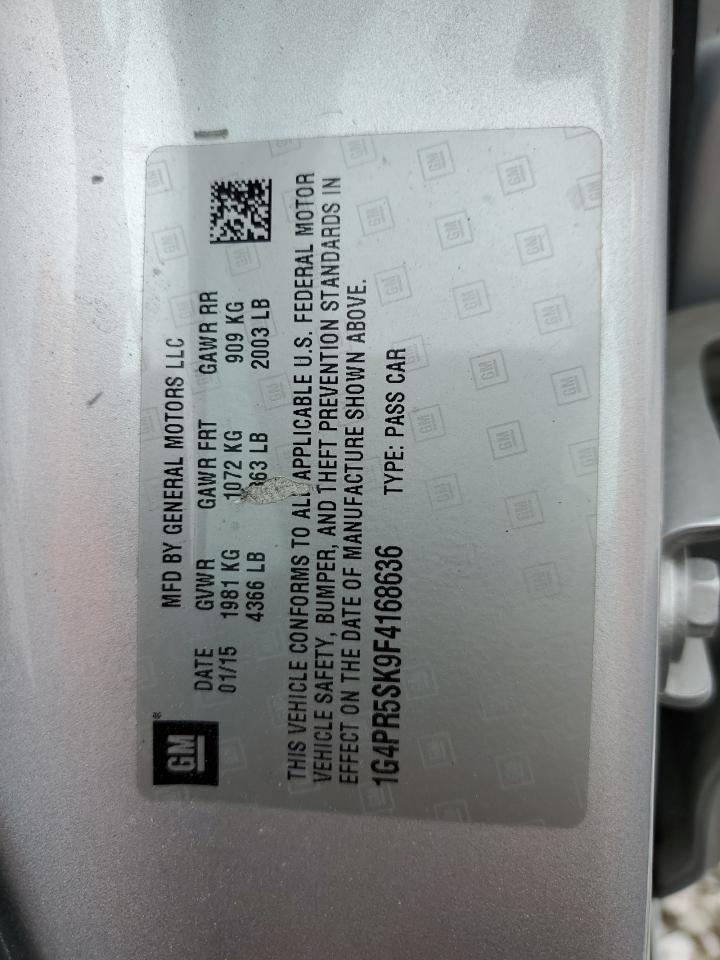 GM
MFD BY GENERAL MOTORS LLC
DATE GVWR GAWR FRT GAWR RR
01/15 1981 KG 1072 KG 909 KG
4366 LB 363 LB 2003 LB
THIS VEHICLE CONFORMS TO ALL APPLICABLE U.S. FEDERAL MOTOR
VEHICLE SAFETY, BUMPER, AND THEFT PREVENTION STANDARDS IN
EFFECT ON THE DATE OF MANUFACTURE SHOWN ABOVE.
1G4PR5SK9F4168636 TYPE: PASS CAR